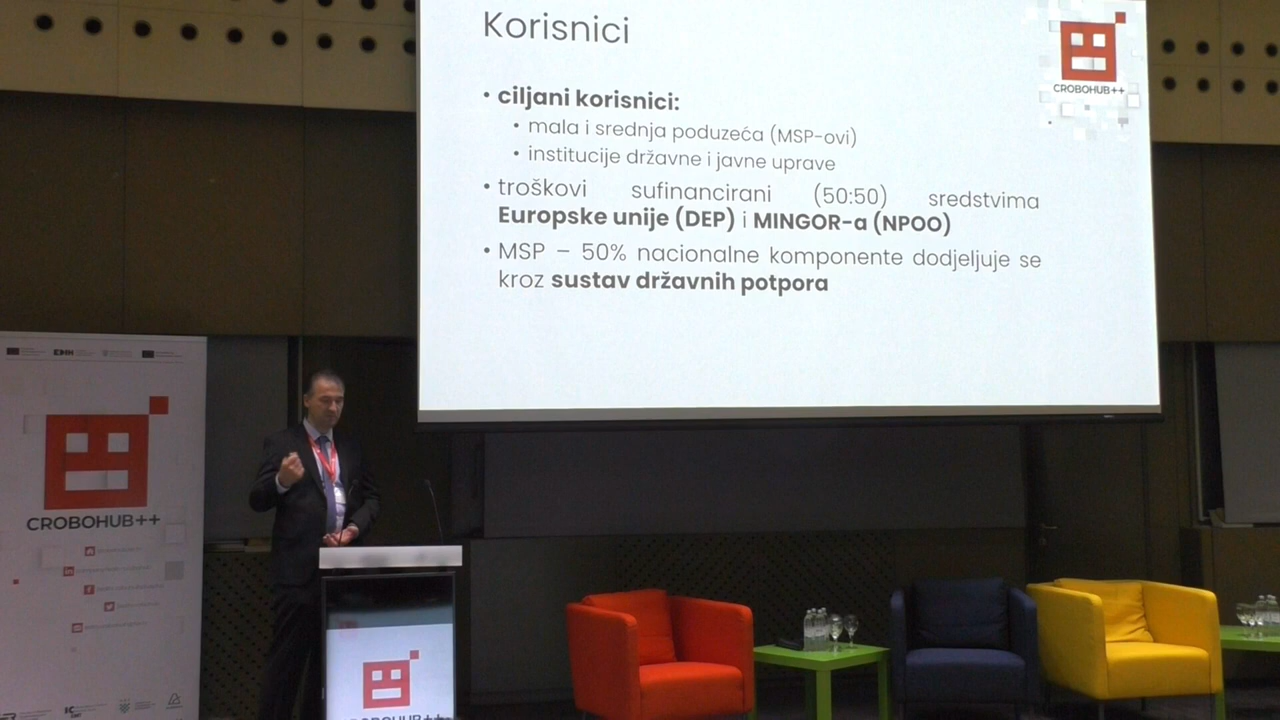 Korisnici
• ciljani korisnici:
• mala i srednja poduzeća (MSP-ovi)
• institucije državne i javne uprave
• troškovi sufinancirani (50:50) sredstvima
Europske unije (DEP) i MINGOR-a (NPOO)
• MSP – 50% nacionalne komponente dodjeljuje se
kroz sustav državnih potpora
CROBOHUB++
CROBOHUB++
CROBOHUB++